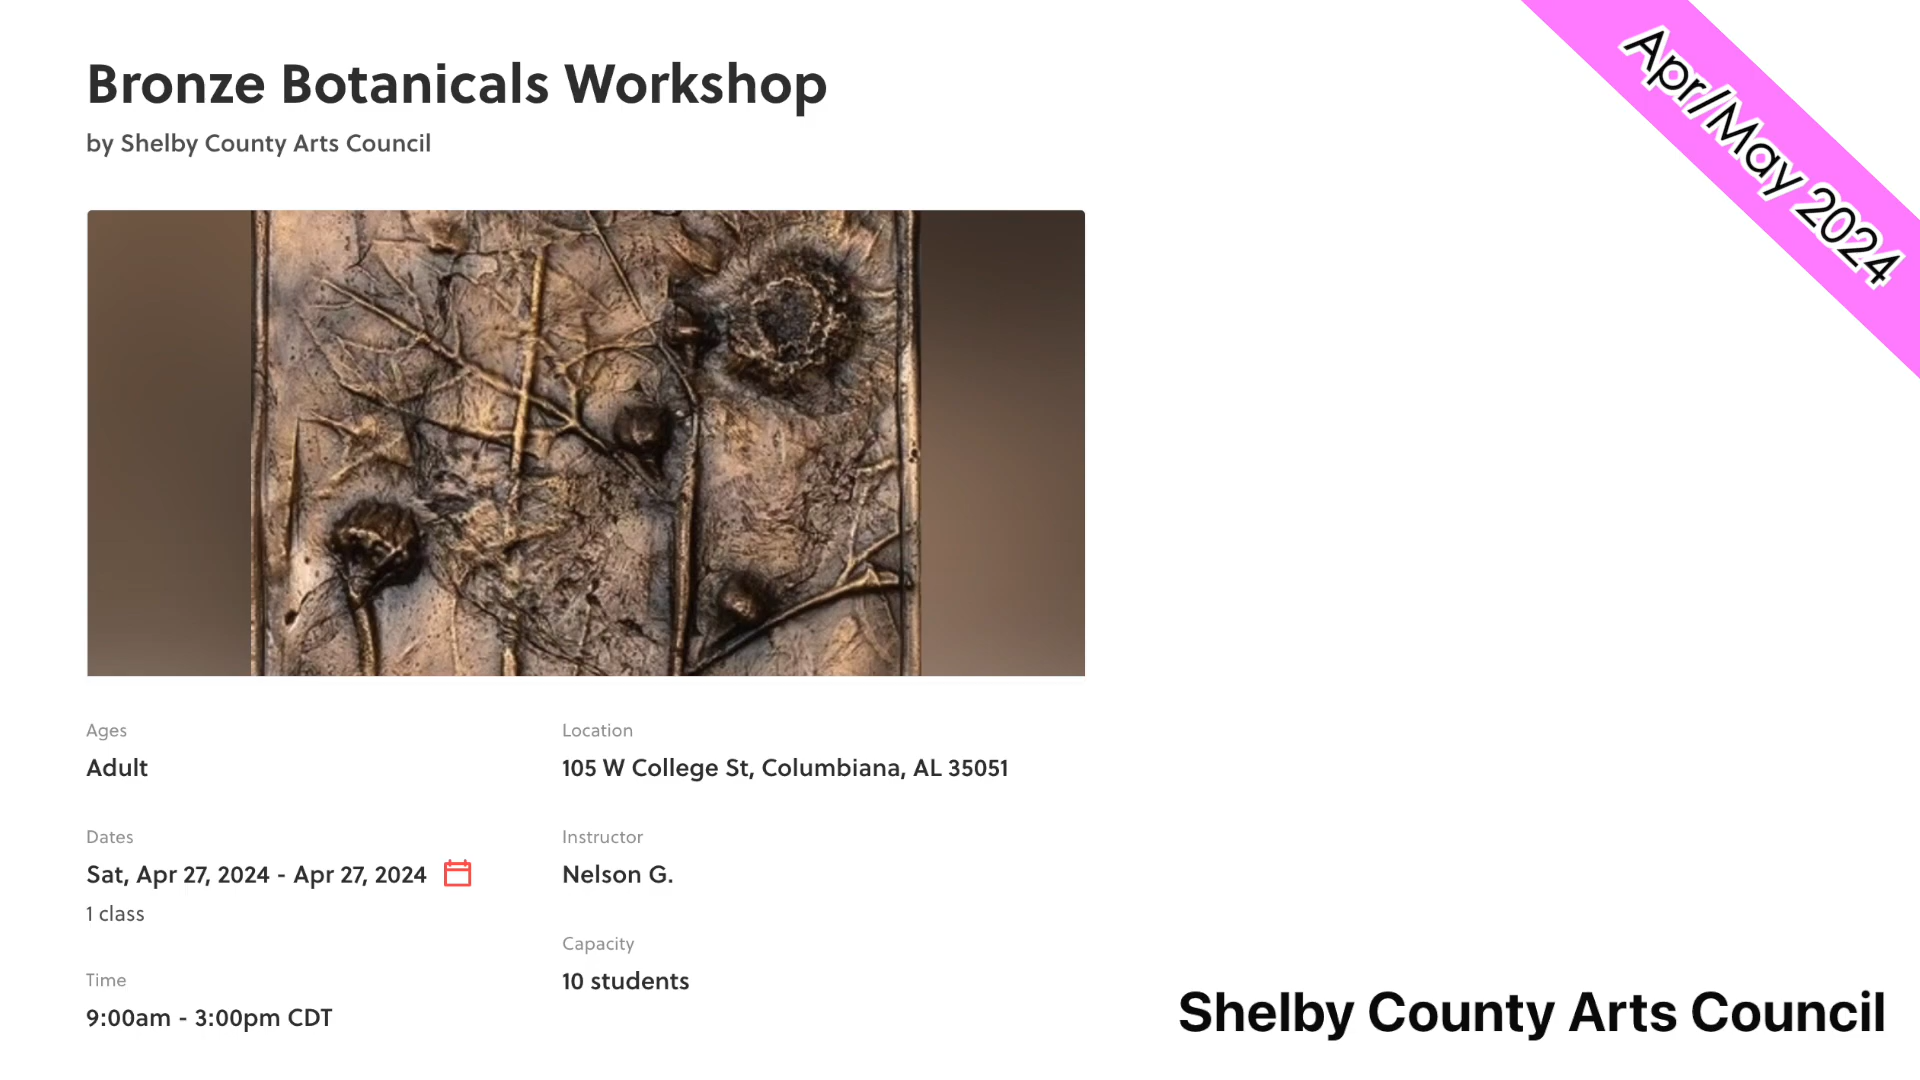 Bronze Botanicals Workshop
by Shelby County Arts Council
Apr/May 2024
Ages
Adult
Location
105 W College St, Columbiana, AL 35051
Dates
Sat, Apr 27, 2024 - Apr 27, 2024
1 class
Instructor
Nelson G.
Capacity
10 students
Time
9:00am - 3:00pm CDT
Shelby County Arts Council